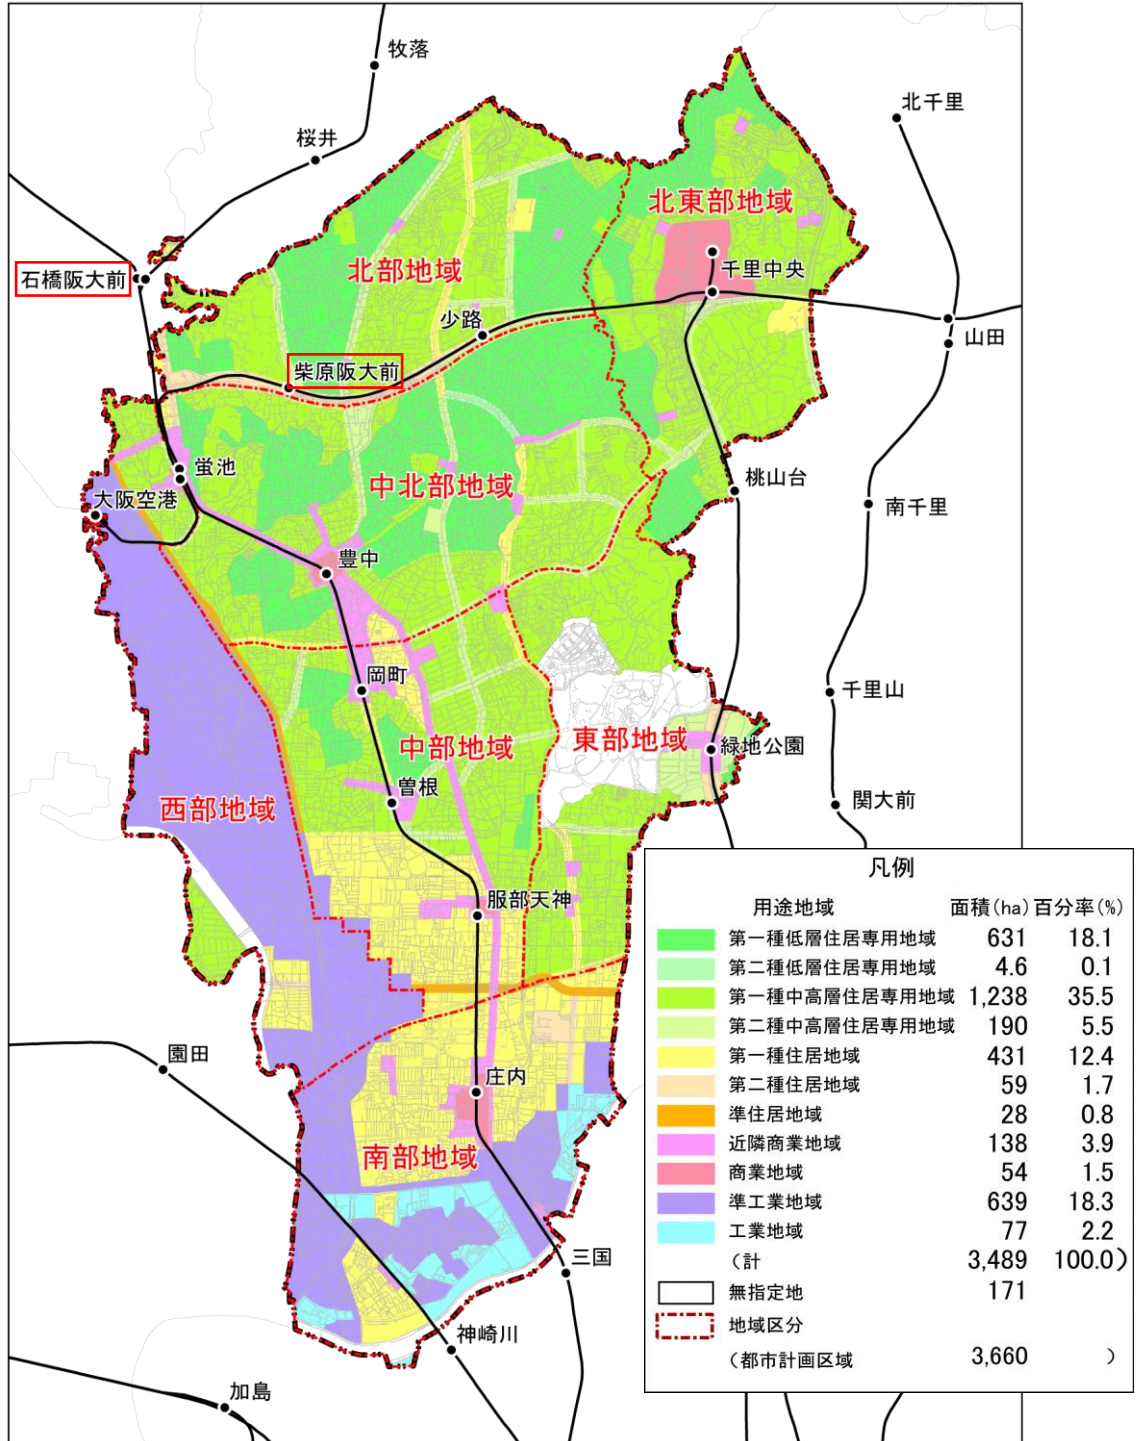 牧落
北千里
桜井
北東部地域
北部地域
石橋阪大前
千里中央
少路
山田
柴原阪大前
蛍池
中北部地域
桃山台
大阪空港
南千里
豊中
岡町
千里山
中部地域
東部地域
緑地公園
西部地域
曽根
関大前
服部天神
園田
庄内
南部地域
三国
神崎川
加島
凡例
用途地域 面積(ha) 百分率(%)
第一種低層住居専用地域 631 18.1
第二種低層住居専用地域 4.6 0.1
第一種中高層住居専用地域 1,238 35.5
第二種中高層住居専用地域 190 5.5
第一種住居地域 431 12.4
第二種住居地域 59 1.7
準住居地域 28 0.8
近隣商業地域 138 3.9
商業地域 54 1.5
準工業地域 639 18.3
工業地域 77 2.2
(計 3,489 100.0)
無指定地 171
地域区分
(都市計画区域 3,660 )